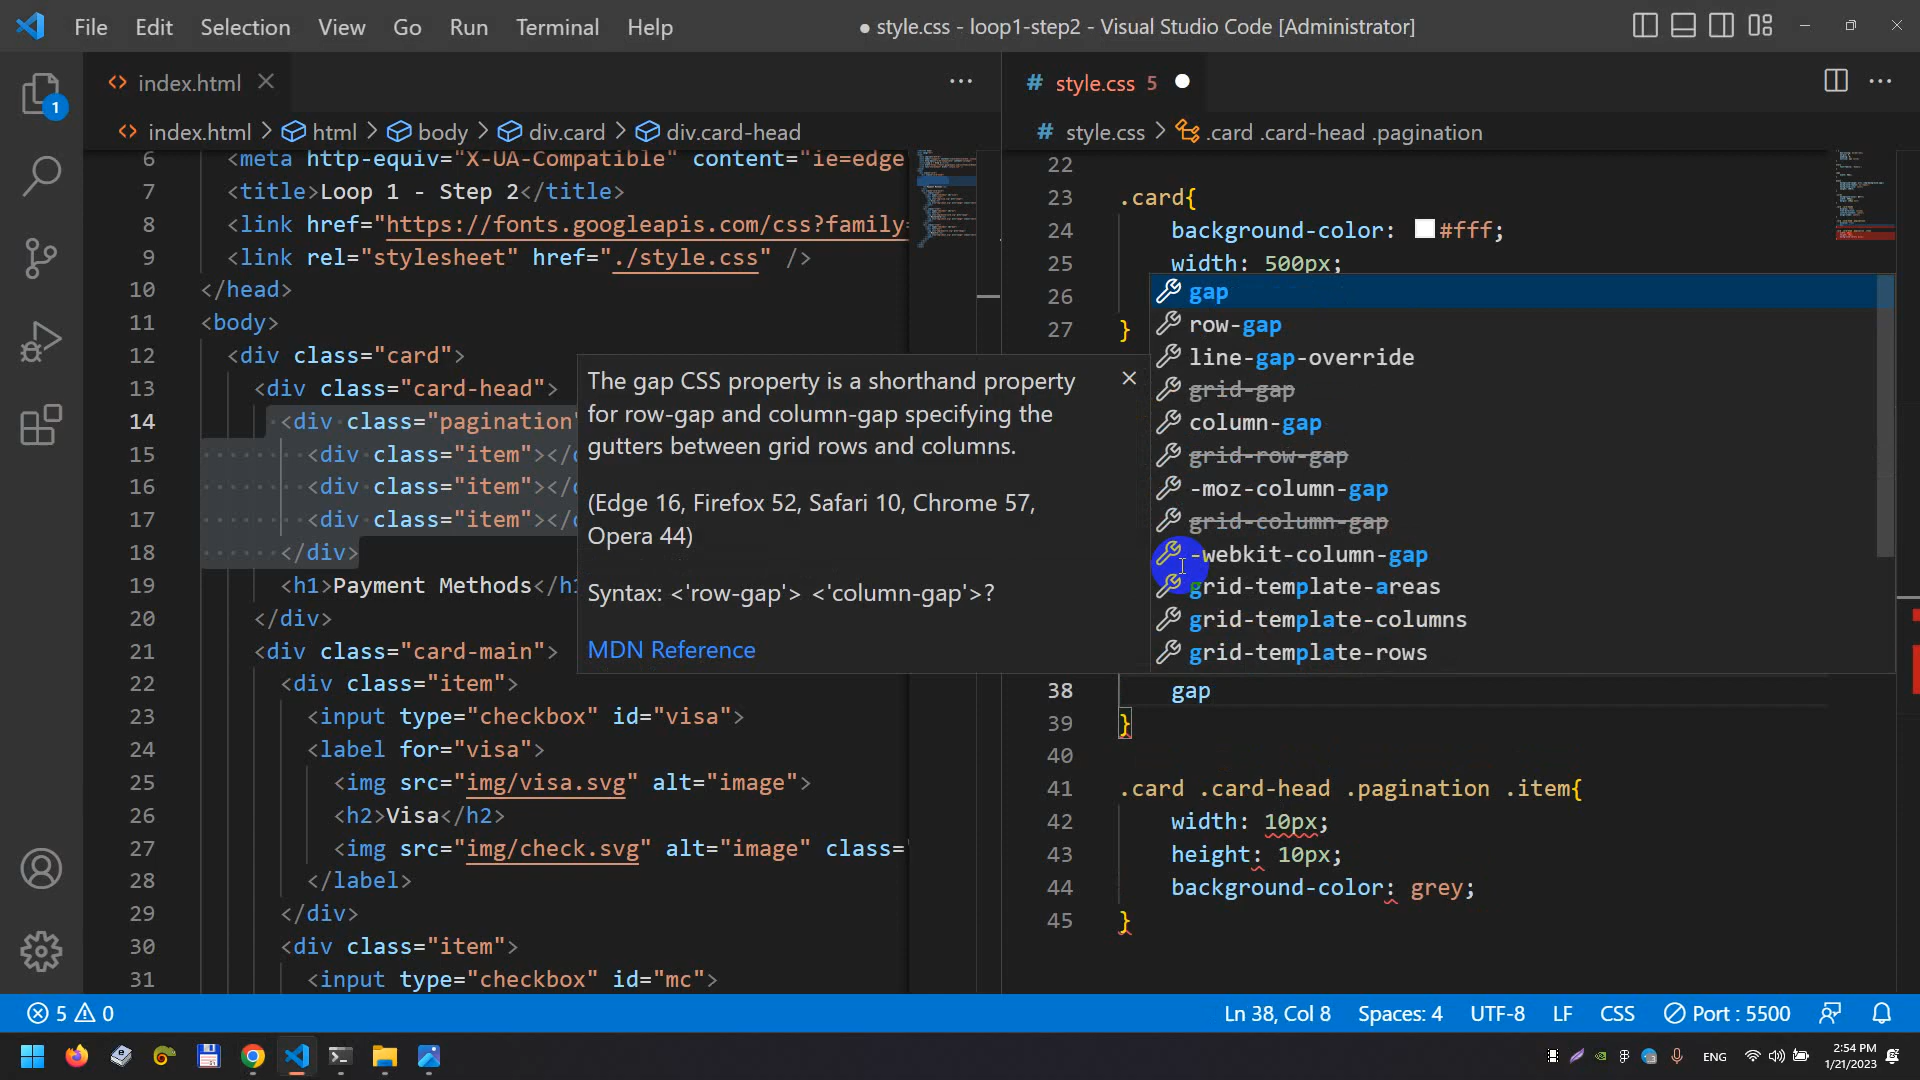 File Edit Selection View Go Run Terminal Help
● style.css - loop1-step2 - Visual Studio Code [Administrator]
index.html
style.css 5
index.html > html > body > div.card > div.card-head
style.css > .card .card-head .pagination
6 <meta http-equiv="X-UA-Compatible" content="ie=edge
7 <title>Loop 1 - Step 2</title>
8 <link href="https://fonts.googleapis.com/css?family=
9 <link rel="stylesheet" href="./style.css" />
10 </head>
11 <body>
12 <div class="card">
13 <div class="card-head">
14 <div class="pagination"
15 <div class="item"></
16 <div class="item"></
17 <div class="item"></
18 </div>
19 <h1>Payment Methods</h
20 </div>
21 <div class="card-main">
22 <div class="item">
23 <input type="checkbox" id="visa">
24 <label for="visa">
25 <img src="img/visa.svg" alt="image">
26 <h2>Visa</h2>
27 <img src="img/check.svg" alt="image" class=
28 </label>
29 </div>
30 <div class="item">
31 <input type="checkbox" id="mc">
The gap CSS property is a shorthand property
for row-gap and column-gap specifying the
gutters between grid rows and columns.
(Edge 16, Firefox 52, Safari 10, Chrome 57,
Opera 44)
Syntax: <'row-gap'> <'column-gap'>?
MDN Reference
22
23 .card{
24 background-color: #fff;
25 width: 500px;
26
27 }
gap
row-gap
line-gap-override
grid-gap
column-gap
grid-row-gap
-moz-column-gap
grid-column-gap
-webkit-column-gap
grid-template-areas
grid-template-columns
grid-template-rows
38 gap
39 }
40
41 .card .card-head .pagination .item{
42 width: 10px;
43 height: 10px;
44 background-color: grey;
45 }
5 0
Ln 38, Col 8 Spaces: 4 UTF-8 LF CSS Port : 5500
1
ENG
2:54 PM
1/21/2023